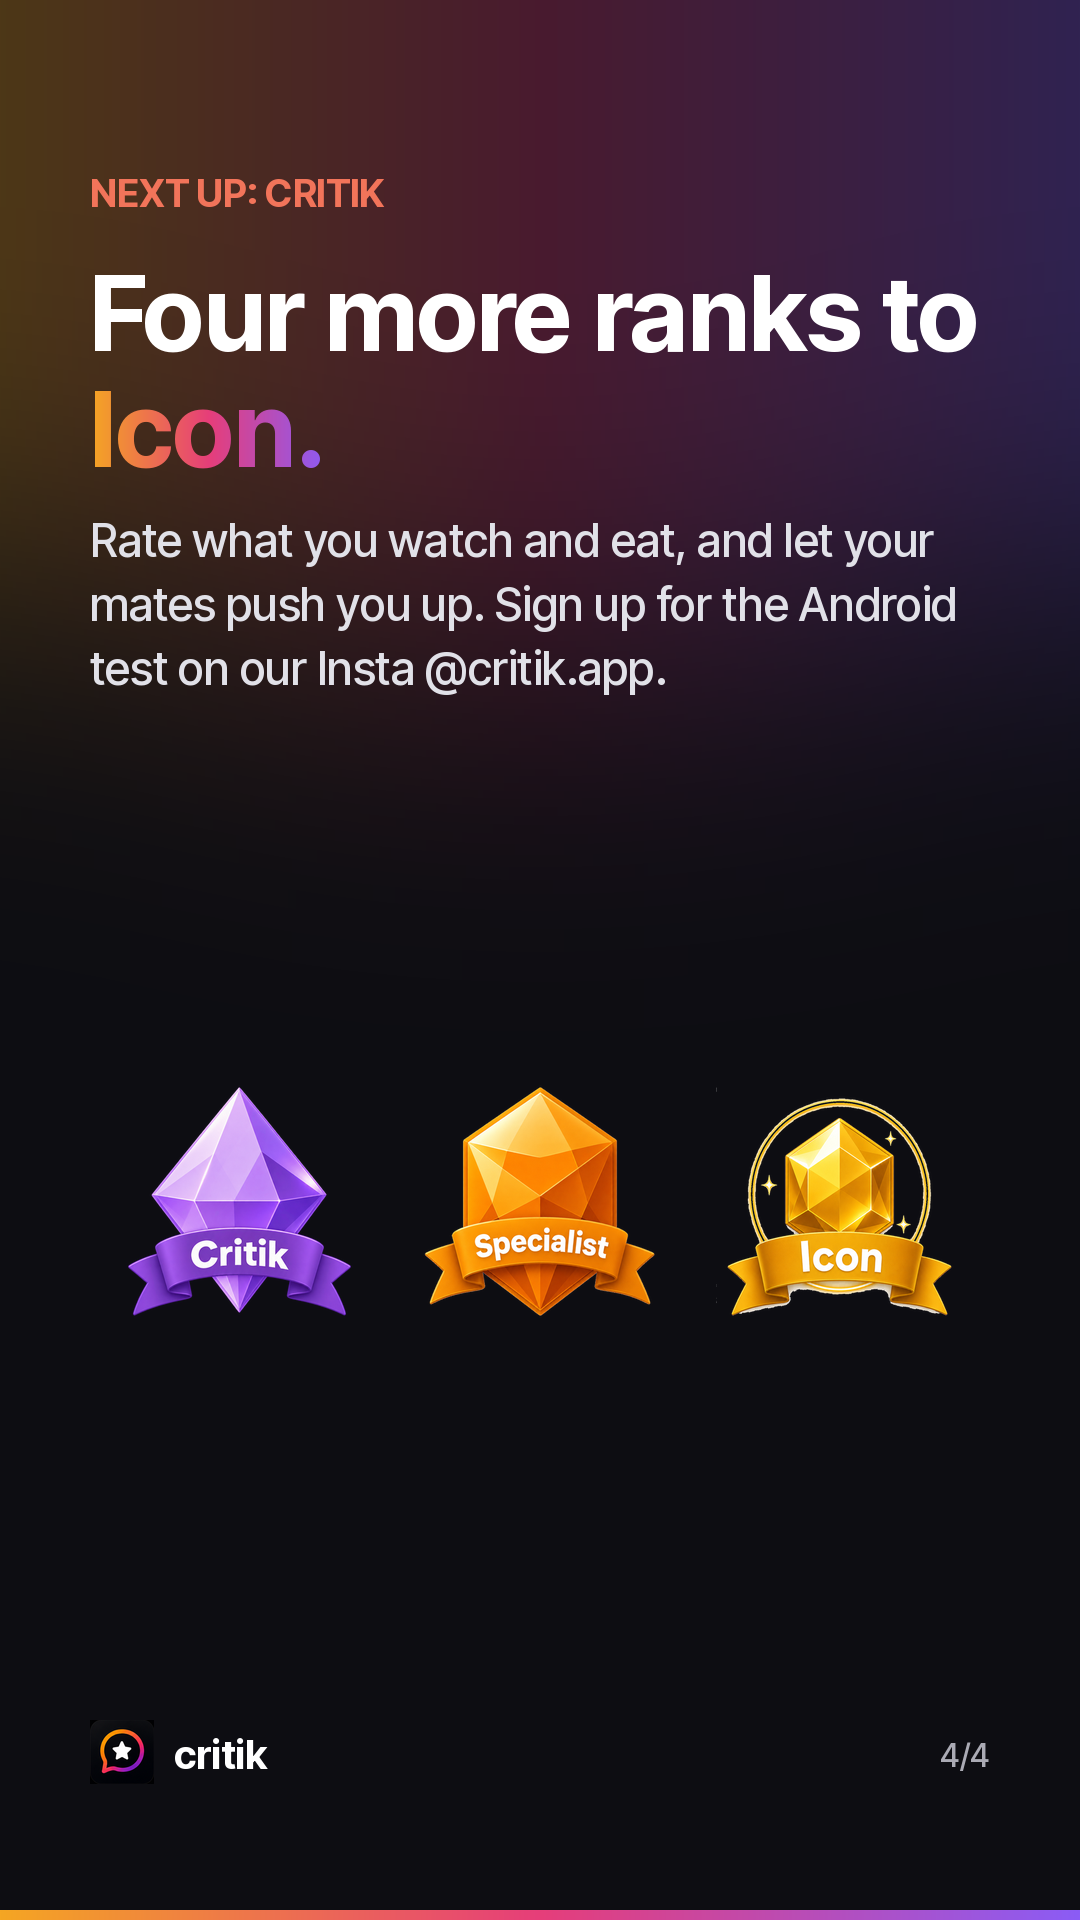 NEXT UP: CRITIK
Four more ranks to
Icon.
Rate what you watch and eat, and let your
mates push you up. Sign up for the Android
test on our Insta @critik.app.
Critik
Specialist
Icon
critik
4/4